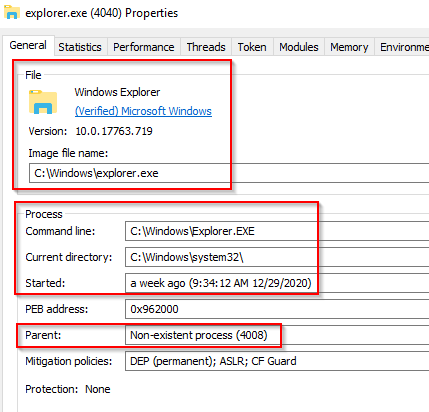 explorer.exe (4040) Properties
General Statistics Performance Threads Token Modules Memory Environme
File
Windows Explorer
(Verified) Microsoft Windows
Version: 10.0.17763.719
Image file name:
C:\Windows\explorer.exe
Process
Command line: C:\Windows\Explorer.EXE
Current directory: C:\Windows\system32\
Started: a week ago (9:34:12 AM 12/29/2020)
PEB address: 0x962000
Parent: Non-existent process (4008)
Mitigation policies: DEP (permanent); ASLR; CF Guard
Protection: None